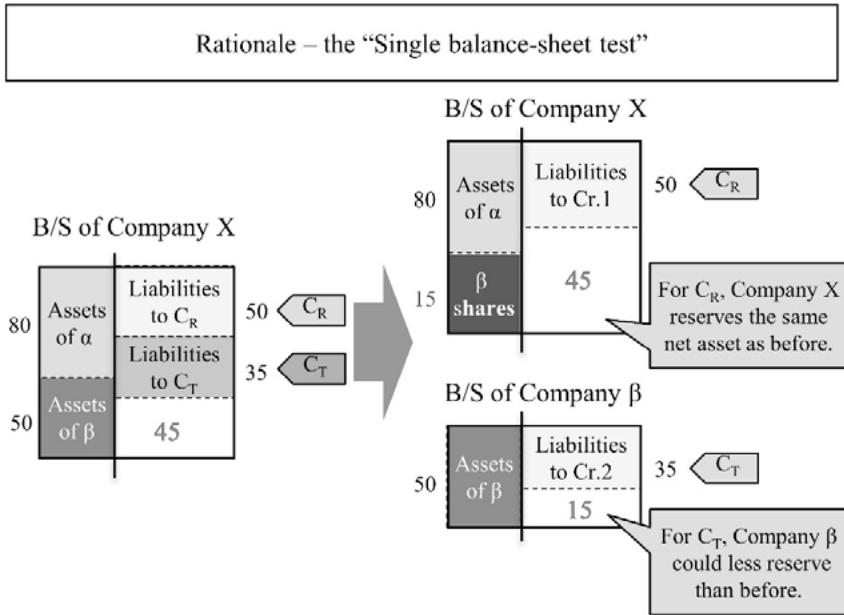 Rationale – the “Single balance-sheet test”
B/S of Company X
80
50
Assets
of α
Assets
of β
Liabilities
to C_R
Liabilities
to C_T
45
50
C_R
35
C_T
B/S of Company X
80
15
Assets
of α
β
shares
Liabilities
to Cr.1
45
50
C_R
For C_R, Company X
reserves the same
net asset as before.
B/S of Company β
50
Assets
of β
Liabilities
to Cr.2
15
35
C_T
For C_T, Company β
could less reserve
than before.